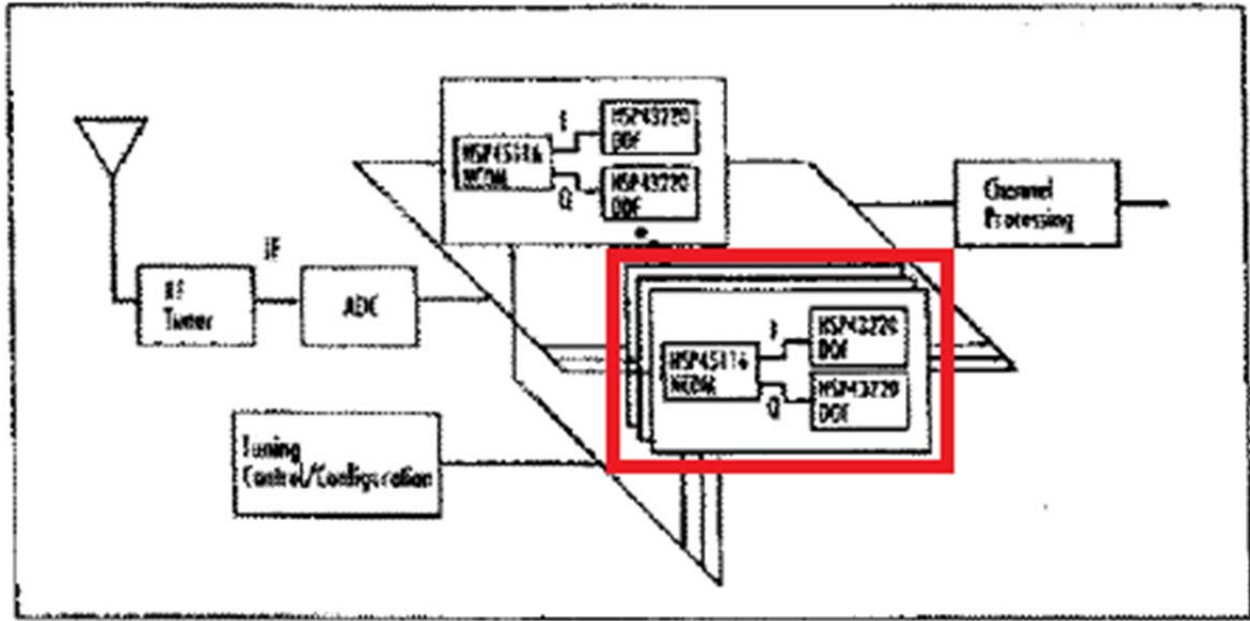 HSP45116
NCOM
I
Q
HSP43220
DDF
HSP43220
DDF
Channel
Processing
IF
RF
Tuner
ADC
HSP45116
NCOM
I
Q
HSP43220
DDF
HSP43220
DDF
Tuning
Control/Configuration